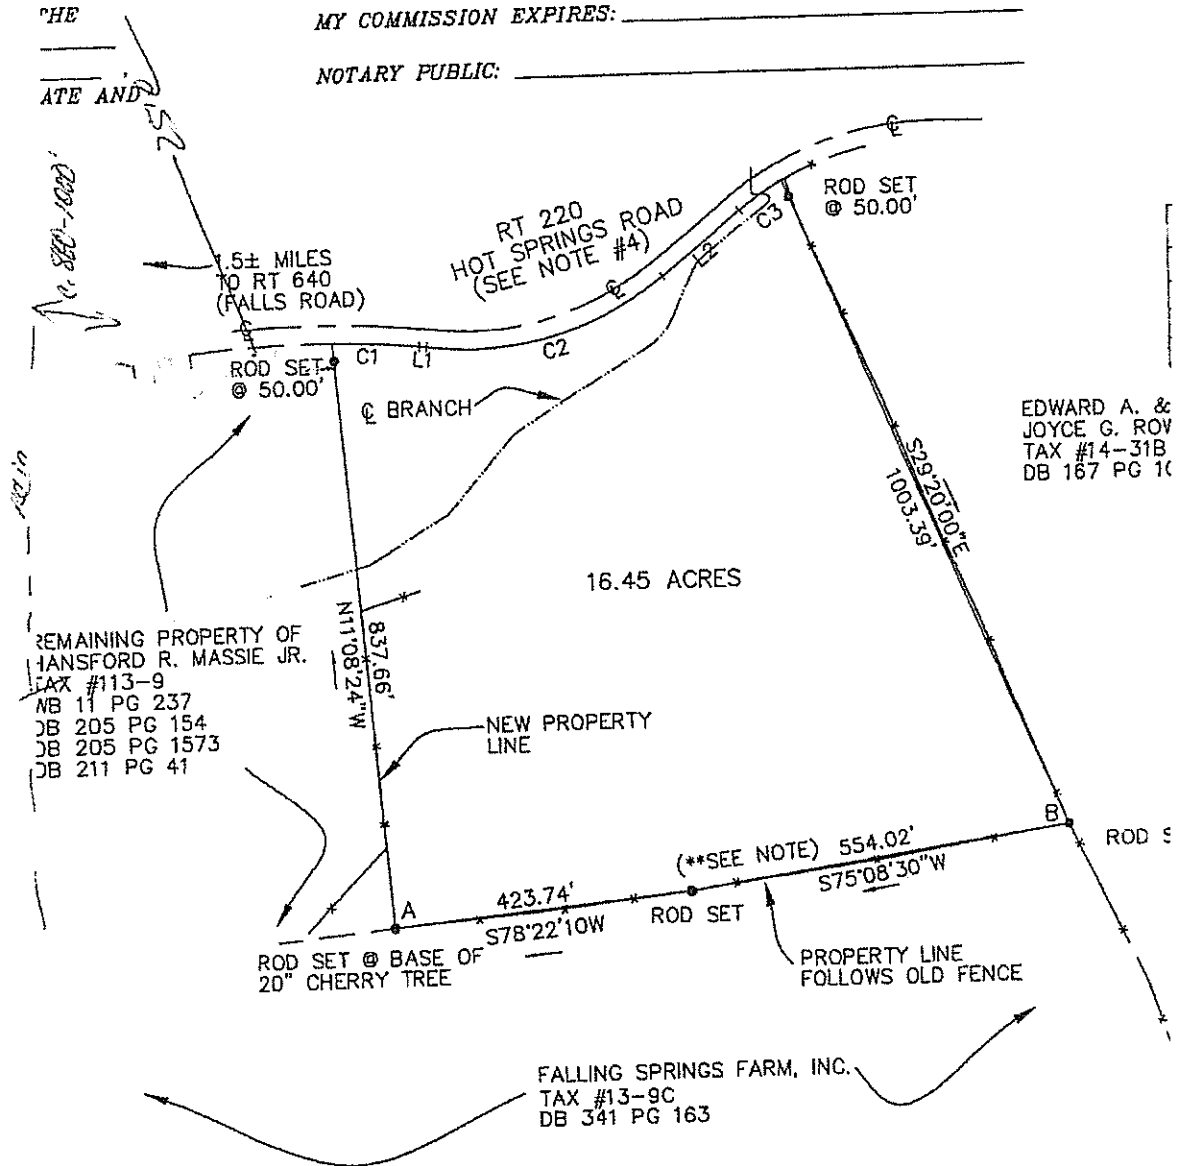 MY COMMISSION EXPIRES:
NOTARY PUBLIC:
ATE AND
RT 220
HOT SPRINGS ROAD
(SEE NOTE #4)
ROD SET
@ 50.00'
C3
L2
1.5± MILES
TO RT 640
(FALLS ROAD)
ROD SET
@ 50.00'
C1
L1
C2
℄ BRANCH
EDWARD A. &
JOYCE G.
TAX #14-31B
DB 167 PG
S29°20'00"E
1003.39'
16.45 ACRES
N11°08'24"W
837.66'
REMAINING PROPERTY OF
HANSFORD R. MASSIE JR.
TAX #113-9
WB 11 PG 237
DB 205 PG 154
DB 205 PG 1573
DB 211 PG 41
NEW PROPERTY
LINE
B
ROD S
(**SEE NOTE) 554.02'
S75°08'30"W
A
423.74'
S78°22'10W
ROD SET
ROD SET @ BASE OF
20" CHERRY TREE
PROPERTY LINE
FOLLOWS OLD FENCE
FALLING SPRINGS FARM, INC.
TAX #13-9C
DB 341 PG 163